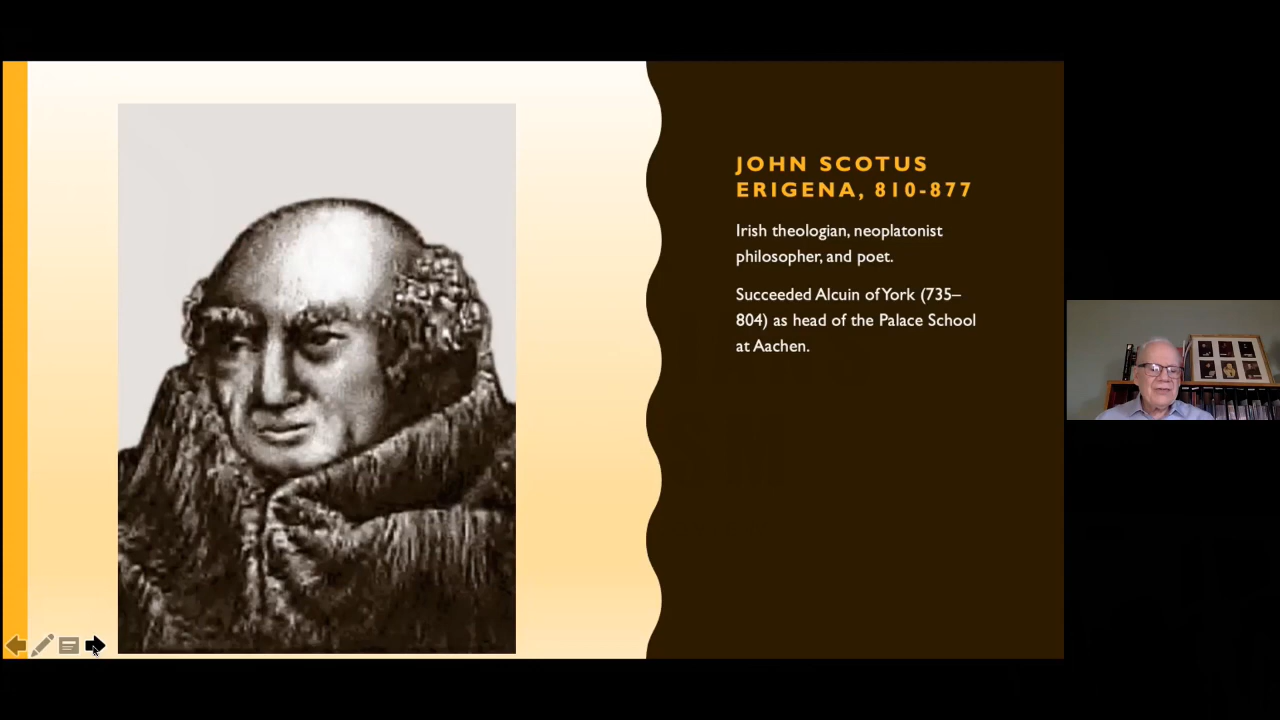 JOHN SCOTUS
ERIGENA, 810-877
Irish theologian, neoplatonist
philosopher, and poet.
Succeeded Alcuin of York (735–
804) as head of the Palace School
at Aachen.